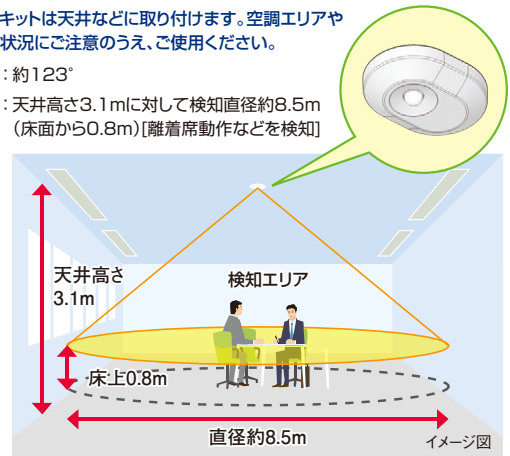 キットは天井などに取り付けます。空調エリアや
状況にご注意のうえ、ご使用ください。
：約123°
：天井高さ3.1mに対して検知直径約8.5m
（床面から0.8m）[離着席動作などを検知]
天井高さ
3.1m
検知エリア
床上0.8m
直径約8.5m
イメージ図